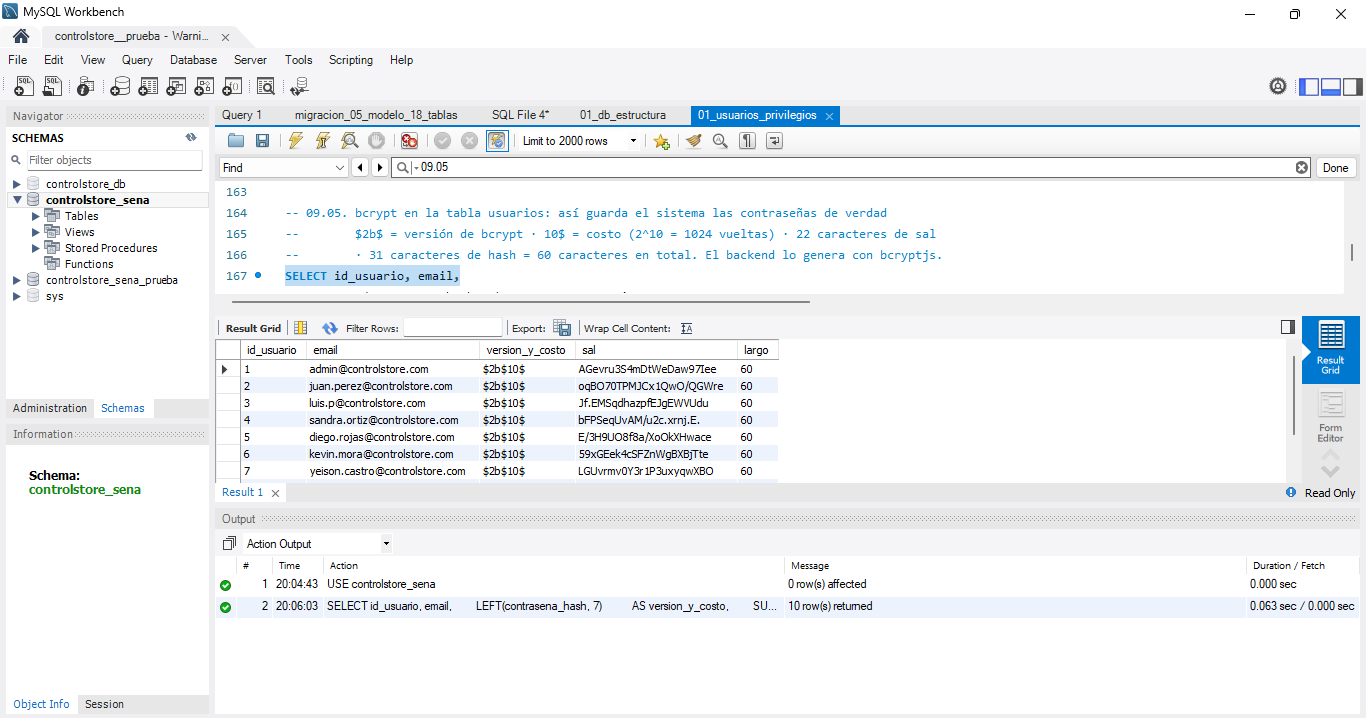 MySQL Workbench
controlstore__prueba - Warni...
File Edit View Query Database Server Tools Scripting Help
Navigator
SCHEMAS
Filter objects
controlstore_db
controlstore_sena
Tables
Views
Stored Procedures
Functions
controlstore_sena_prueba
sys
Administration Schemas
Information
Schema:
controlstore_sena
Object Info Session
Query 1 migracion_05_modelo_18_tablas SQL File 4* 01_db_estructura 01_usuarios_privilegios
Limit to 2000 rows
Find 09.05 Done
163
164 -- 09.05. bcrypt en la tabla usuarios: así guarda el sistema las contraseñas de verdad
165 -- $2b$ = versión de bcrypt · 10$ = costo (2^10 = 1024 vueltas) · 22 caracteres de sal
166 -- · 31 caracteres de hash = 60 caracteres en total. El backend lo genera con bcryptjs.
167 SELECT id_usuario, email,
Result Grid Filter Rows: Export: Wrap Cell Content:
id_usuario email version_y_costo sal largo
1 admin@controlstore.com $2b$10$ AGevru3S4mDtWeDaw97Iee 60
2 juan.perez@controlstore.com $2b$10$ oqBO70TPMJCx1QwO/QGWre 60
3 luis.p@controlstore.com $2b$10$ Jf.EMSqdhazpfEJgEWVUdu 60
4 sandra.ortiz@controlstore.com $2b$10$ bFPSeqUvAM/u2c.xrnj.E. 60
5 diego.rojas@controlstore.com $2b$10$ E/3H9UO8f8a/XoOkXHwace 60
6 kevin.mora@controlstore.com $2b$10$ 59xGEek4cSFZnWgBXBjTte 60
7 yeison.castro@controlstore.com $2b$10$ LGUvrmv0Y3r1P3uxyqwXBO 60
Result Grid
Form Editor
Result 1 Read Only
Output
Action Output
# Time Action Message Duration / Fetch
1 20:04:43 USE controlstore_sena 0 row(s) affected 0.000 sec
2 20:06:03 SELECT id_usuario, email, LEFT(contrasena_hash, 7) AS version_y_costo, SU... 10 row(s) returned 0.063 sec / 0.000 sec